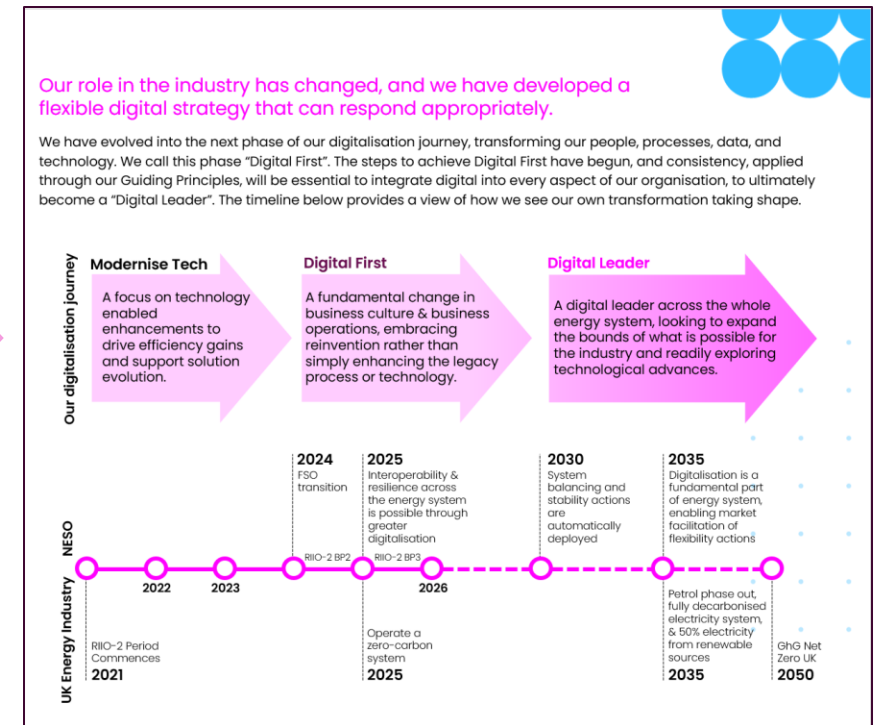 Our role in the industry has changed, and we have developed a
flexible digital strategy that can respond appropriately.
We have evolved into the next phase of our digitalisation journey, transforming our people, processes, data, and
technology. We call this phase “Digital First”. The steps to achieve Digital First have begun, and consistency, applied
through our Guiding Principles, will be essential to integrate digital into every aspect of our organisation, to ultimately
become a “Digital Leader”. The timeline below provides a view of how we see our own transformation taking shape.
Our digitalisation journey
Modernise Tech
A focus on technology
enabled
enhancements to
drive efficiency gains
and support solution
evolution.
Digital First
A fundamental change in
business culture & business
operations, embracing
reinvention rather than
simply enhancing the legacy
process or technology.
Digital Leader
A digital leader across the whole
energy system, looking to expand
the bounds of what is possible for
the industry and readily exploring
technological advances.
NESO
2024
FSO
transition
2025
Interoperability &
resilience across
the energy system
is possible through
greater
digitalisation
2030
System
balancing and
stability actions
are
automatically
deployed
2035
Digitalisation is a
fundamental part
of energy system,
enabling market
facilitation of
flexibility actions
RIIO-2 BP2
RIIO-2 BP3
2022
2023
2026
UK Energy Industry
RIIO-2 Period
Commences
2021
Operate a
zero-carbon
system
2025
Petrol phase out,
fully decarbonised
electricity system,
& 50% electricity
from renewable
sources
2035
GhG Net
Zero UK
2050